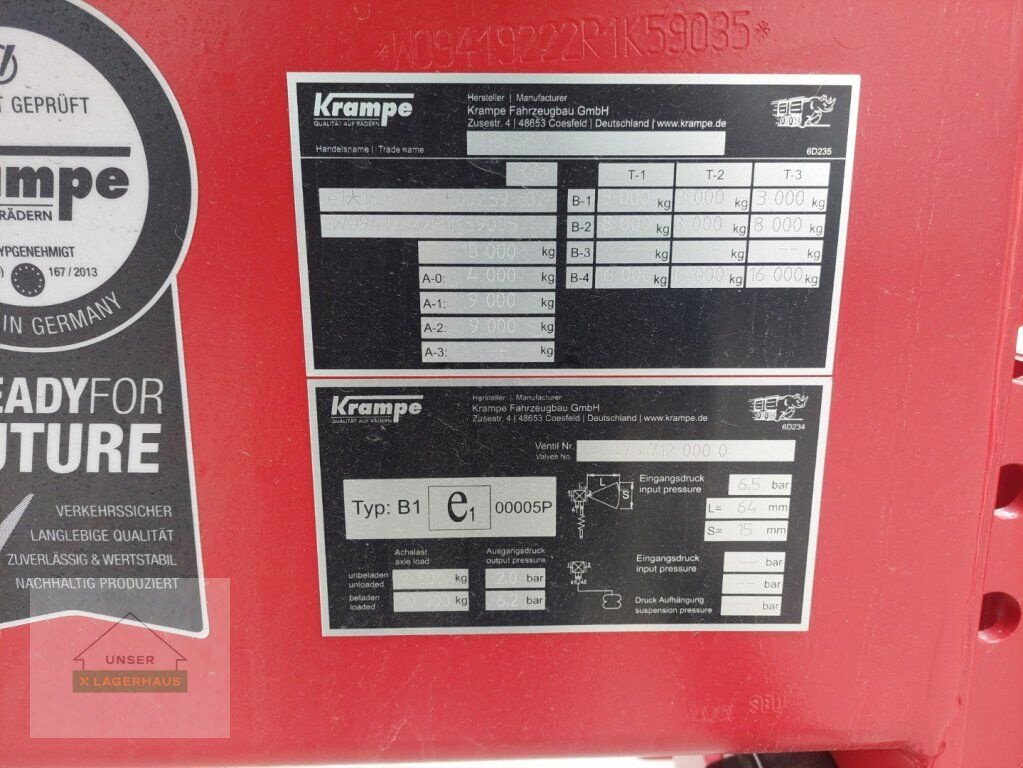 *W09419222R1K59035*
GEPRÜFT
ampe
RÄDERN
YPGENEHMIGT
167/2013
IN GERMANY
EADYFOR
UTURE
VERKEHRSSICHER
LANGLEBIGE QUALITÄT
ZUVERLÄSSIG & WERTSTABIL
NACHHALTIG PRODUZIERT
UNSER
X LAGERHAUS
Krampe
QUALITÄT AUF RÄDERN
Hersteller | Manufacturer
Krampe Fahrzeugbau GmbH
Zusestr. 4 | 48653 Coesfeld | Deutschland | www.krampe.de
Handelsname | Trade name
6D235
T-1 T-2 T-3
B-1 3 000 kg 3 000 kg 3 000 kg
B-2 8 000 kg 8 000 kg 8 000 kg
18 000 kg B-3 kg kg -- kg
A-0: 4 000 kg B-4 16 000 kg 16 000 kg 16 000 kg
A-1: 9 000 kg
A-2: 9 000 kg
A-3: kg
Krampe
QUALITÄT AUF RÄDERN
Hersteller | Manufacturer
Krampe Fahrzeugbau GmbH
Zusestr. 4 | 48653 Coesfeld | Deutschland | www.krampe.de
6D234
Ventil Nr.
Valves No.
475 712 000 0
Typ: B1 e1 00005P
L
S
Eingangsdruck
input pressure
6.5 bar
L= 64 mm
S= 15 mm
Achslast
axle load
Ausgangsdruck
output pressure
unbeladen
unloaded
kg 2.0 bar
beladen
loaded
kg 6.2 bar
Eingangsdruck
input pressure
-- bar
-- bar
Druck Aufhängung
suspension pressure
-- bar
SBU